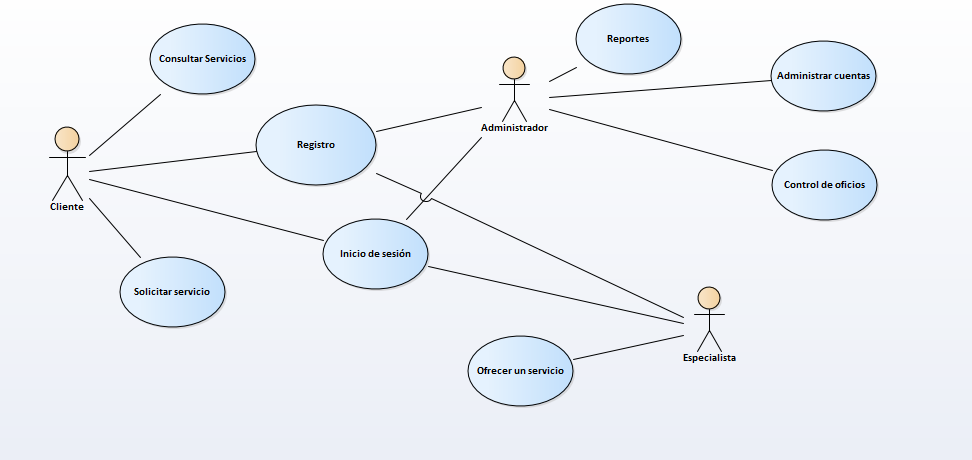 Reportes
Consultar Servicios
Administrar cuentas
Administrador
Registro
Control de oficios
Cliente
Inicio de sesión
Solicitar servicio
Especialista
Ofrecer un servicio